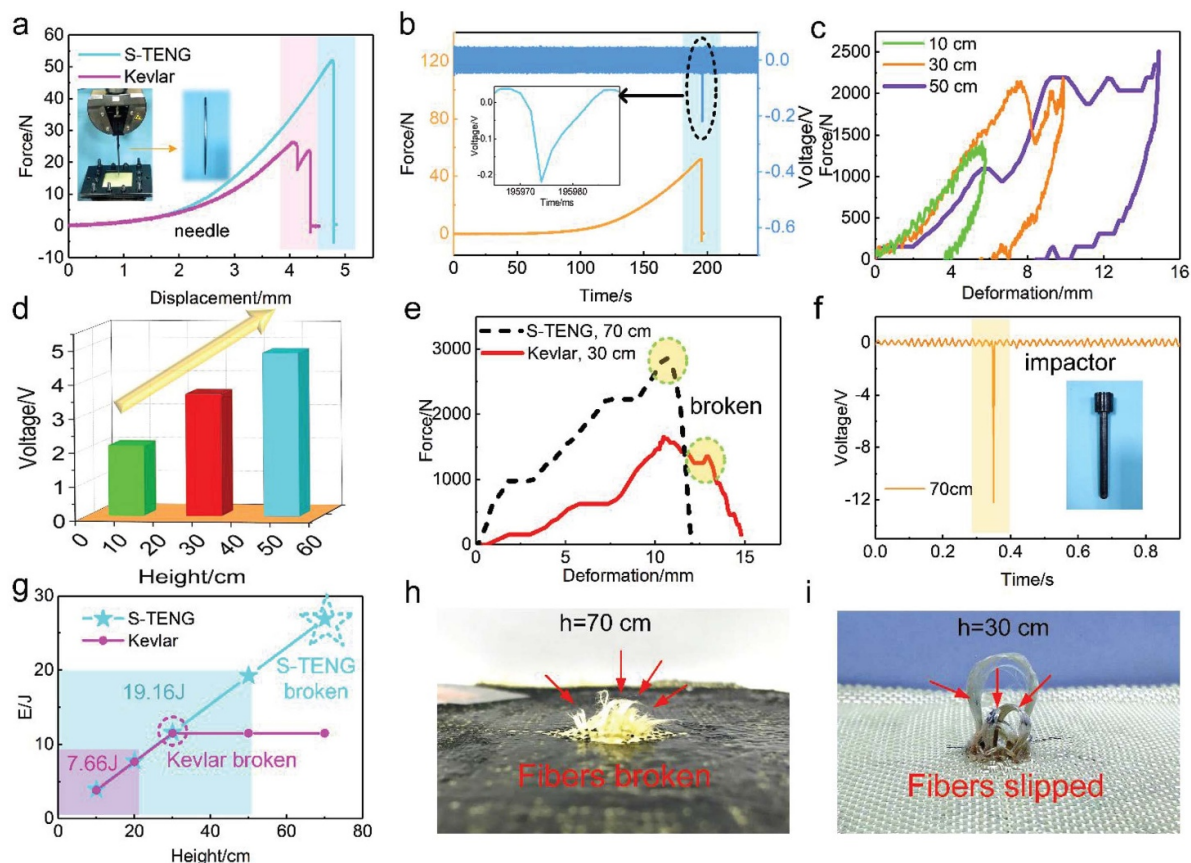 a
60
50
40
30
20
10
0
-10
Force/N
S-TENG
Kevlar
needle
0 1 2 3 4 5
Displacement/mm
b
120
80
40
0
Force/N
0.0
-0.2
-0.4
-0.6
Voltage/V
0.0
-0.1
-0.2
Voltage/V
195970 195980
Time/ms
0 50 100 150 200
Time/s
c
2500
2000
1500
1000
500
0
Force/N
10 cm
30 cm
50 cm
0 4 8 12 16
Deformation/mm
d
5
4
3
2
1
0
Voltage/V
0 10 20 30 40 50 60
Height/cm
e
3000
2000
1000
0
Force/N
S-TENG, 70 cm
Kevlar, 30 cm
broken
0 5 10 15
Deformation/mm
f
0
-4
-8
-12
Voltage/V
impactor
70cm
0.0 0.2 0.4 0.6 0.8
Time/s
g
30
20
10
0
E/J
S-TENG
Kevlar
S-TENG
broken
19.16J
7.66J
Kevlar broken
0 20 40 60 80
Height/cm
h
h=70 cm
Fibers broken
i
h=30 cm
Fibers slipped